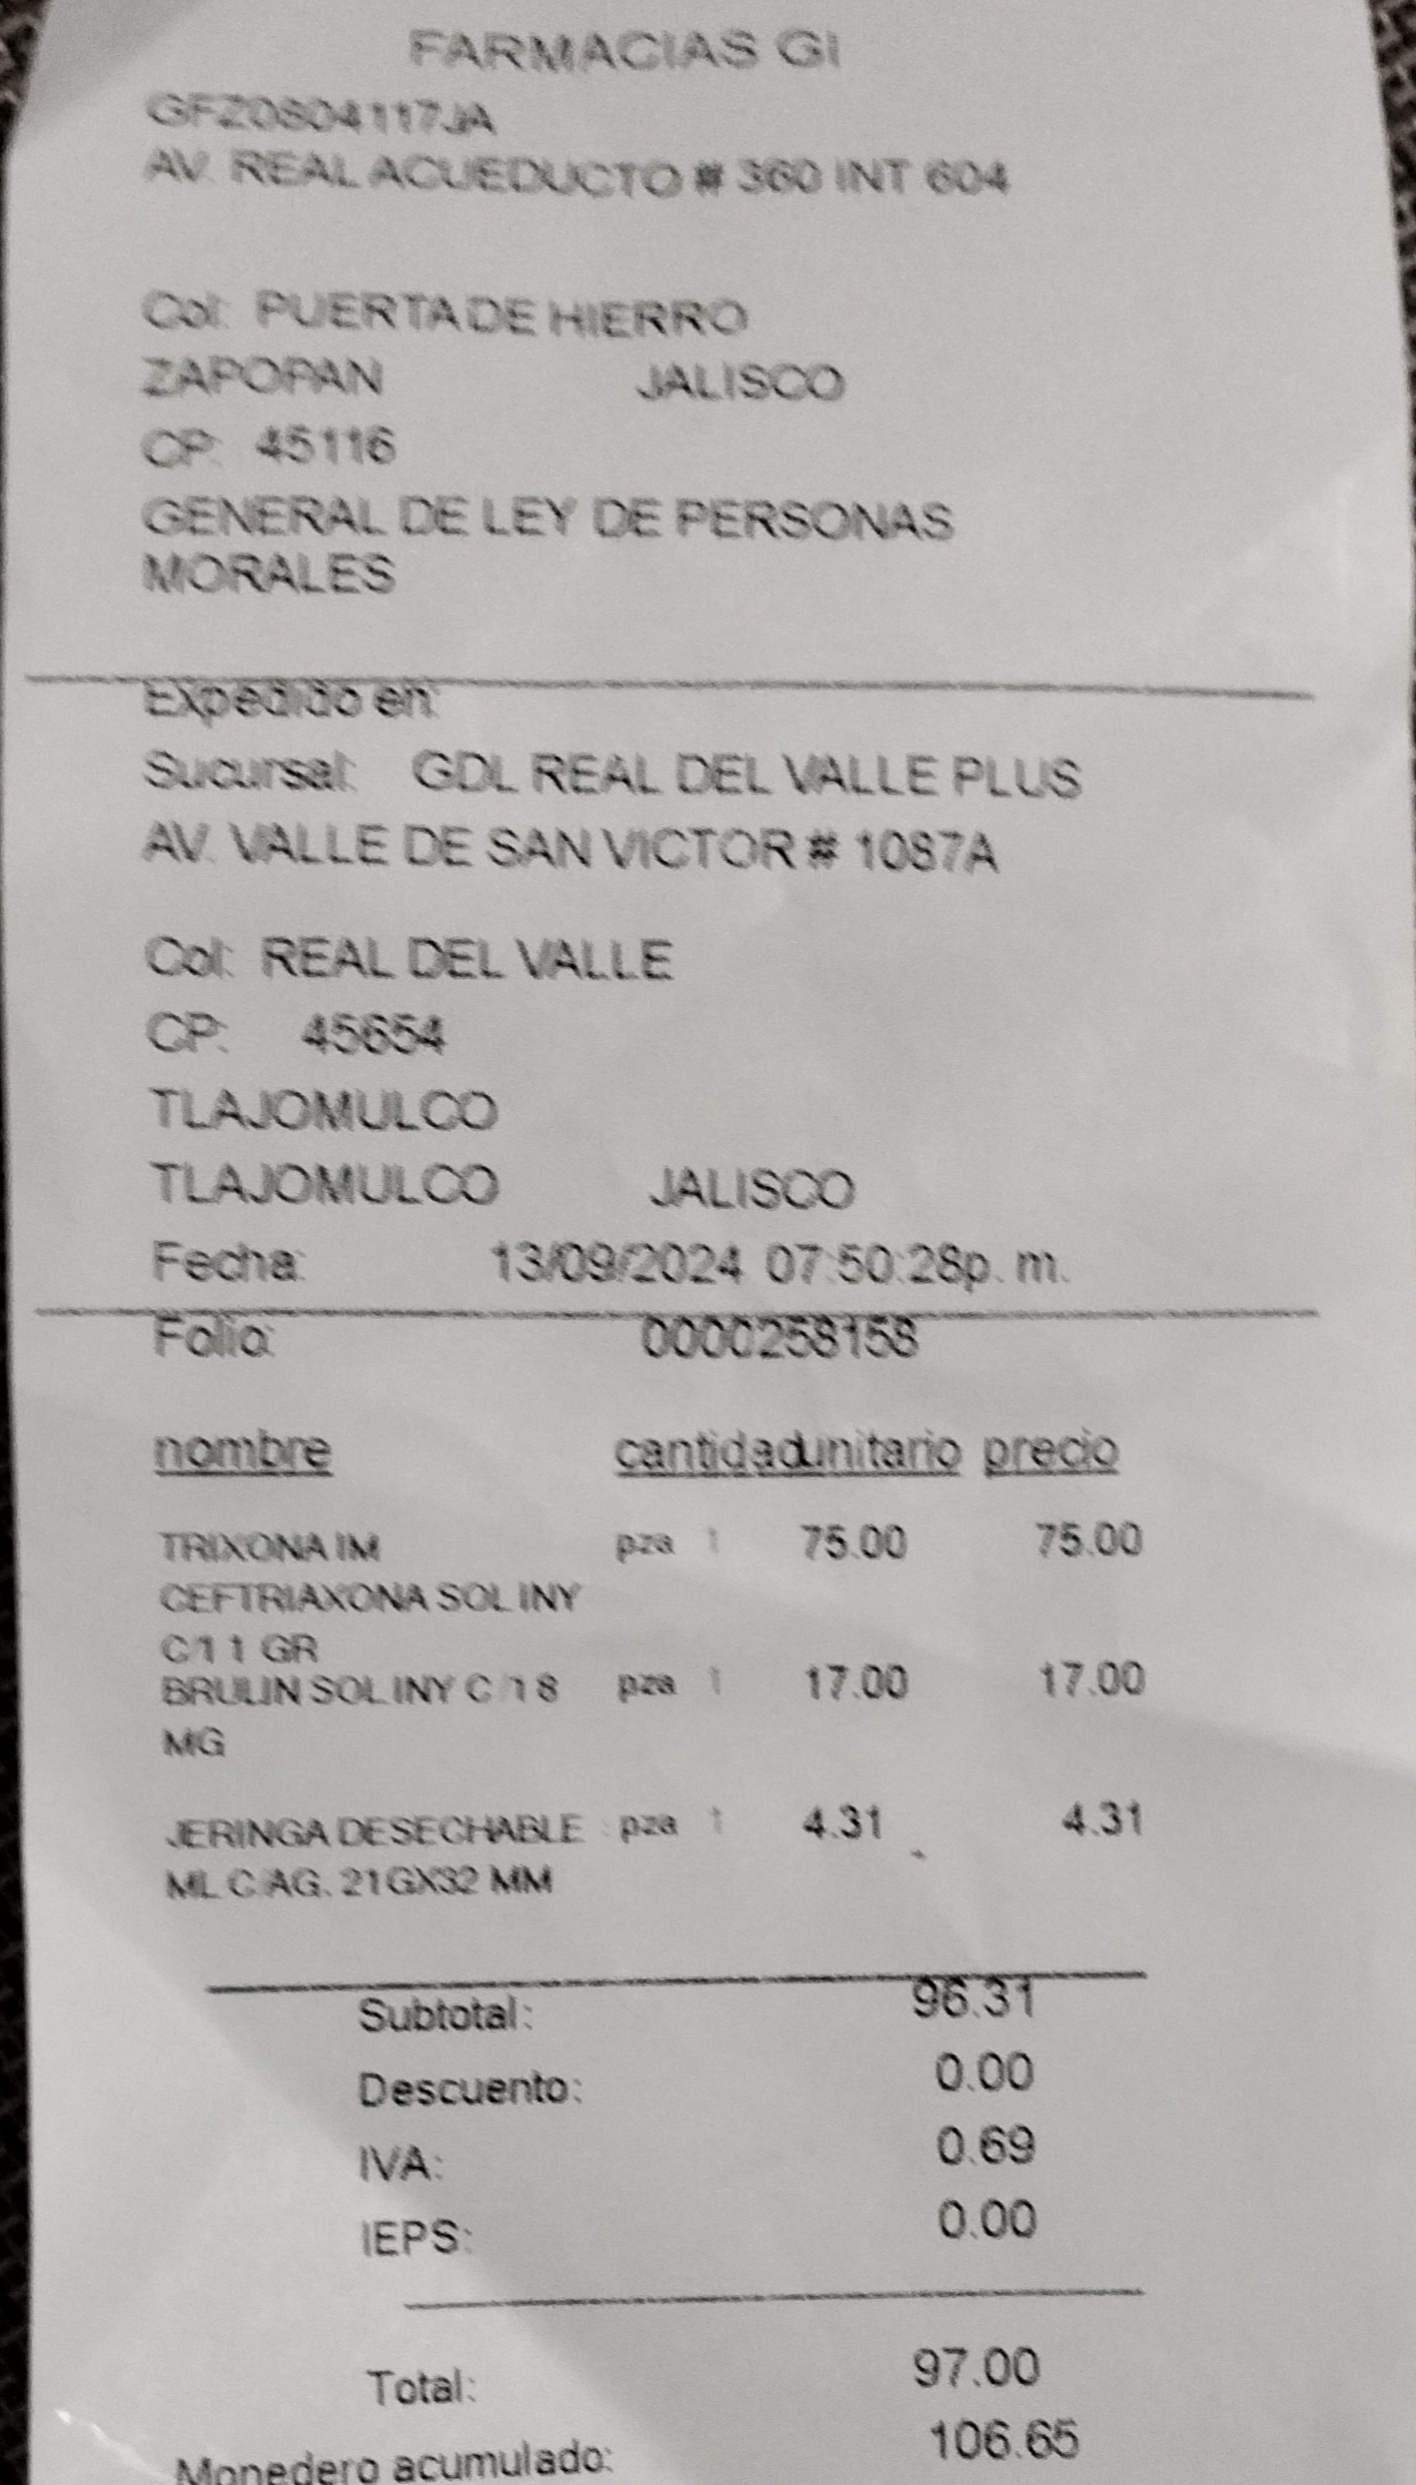 FARMACIAS GI
GFZ0804117JA
AV. REAL ACUEDUCTO # 360 INT 604
Col: PUERTA DE HIERRO
ZAPOPAN JALISCO
CP: 45116
GENERAL DE LEY DE PERSONAS
MORALES
Expedido en:
Sucursal: GDL REAL DEL VALLE PLUS
AV. VALLE DE SAN VICTOR # 1087A
Col: REAL DEL VALLE
CP: 45654
TLAJOMULCO
TLAJOMULCO JALISCO
Fecha: 13/09/2024 07:50:28p. m.
Folio: 0000258158
nombre cantidad unitario precio
TRIXONA IM pza 1 75.00 75.00
CEFTRIAXONA SOL INY
C/1 1 GR
BRULIN SOL INY C/1 8 pza 1 17.00 17.00
MG
JERINGA DESECHABLE pza 1 4.31 4.31
ML C/AG. 21GX32 MM
Subtotal: 96.31
Descuento: 0.00
IVA: 0.69
IEPS: 0.00
Total: 97.00
Monedero acumulado: 106.65